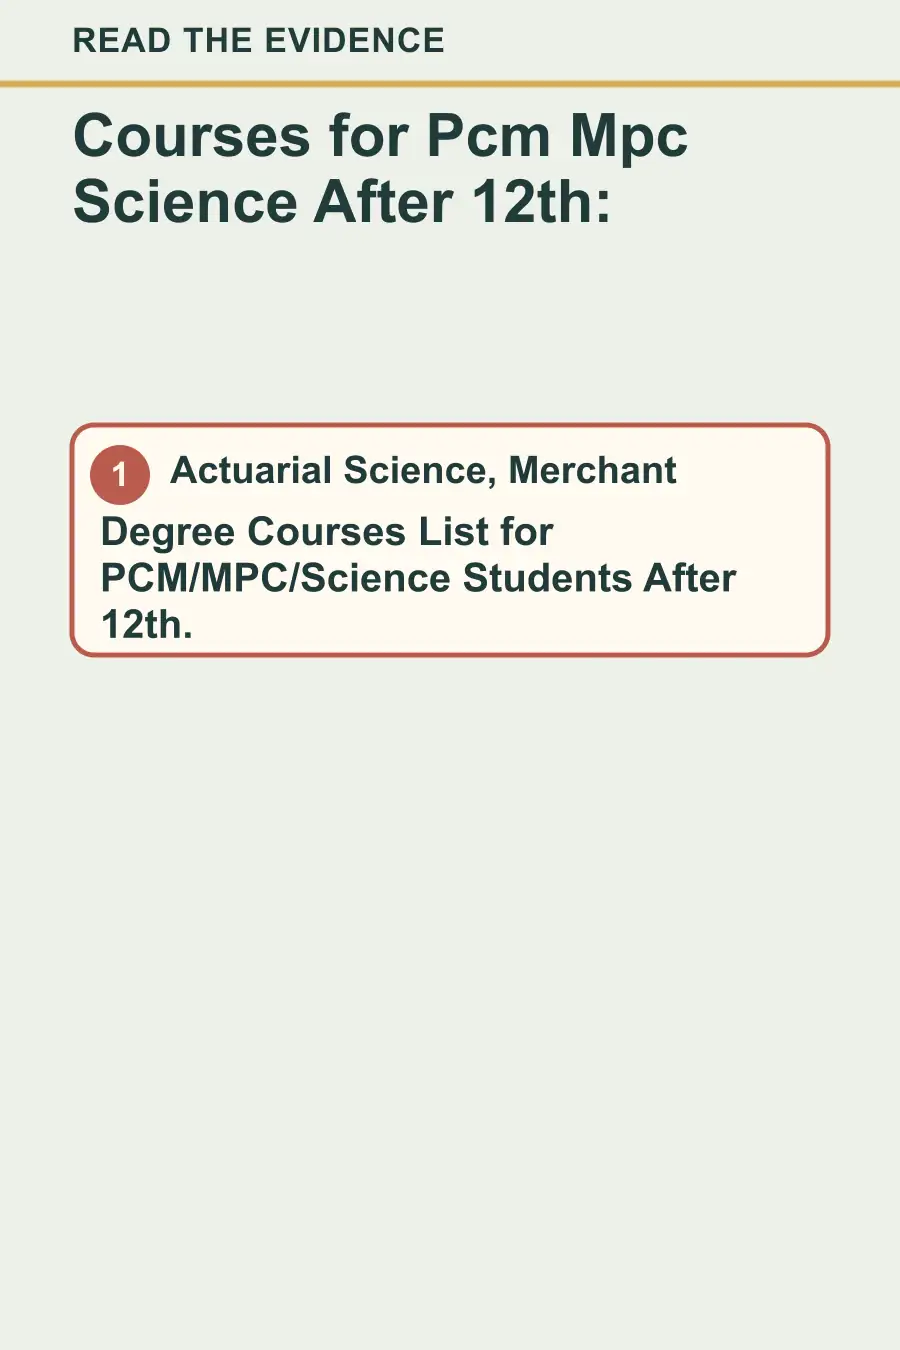 READ THE EVIDENCE
Courses for Pcm Mpc
Science After 12th:
1 Actuarial Science, Merchant
Degree Courses List for
PCM/MPC/Science Students After
12th.